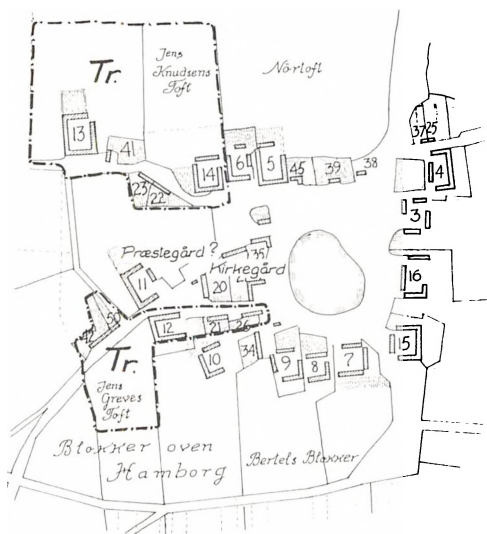 Tr.
Jens
Knudsens
Toft
Nörtoft
37 25
13
41
14
6
5
45
39
38
4
23
22
3
Præstegård?
35
Kirkegård
11
20
16
50
12
21
26
15
10
34
9
8
7
Tr.
Jens
Greves
Toft
Blokker oven
Hamborg
Bertels Blokker